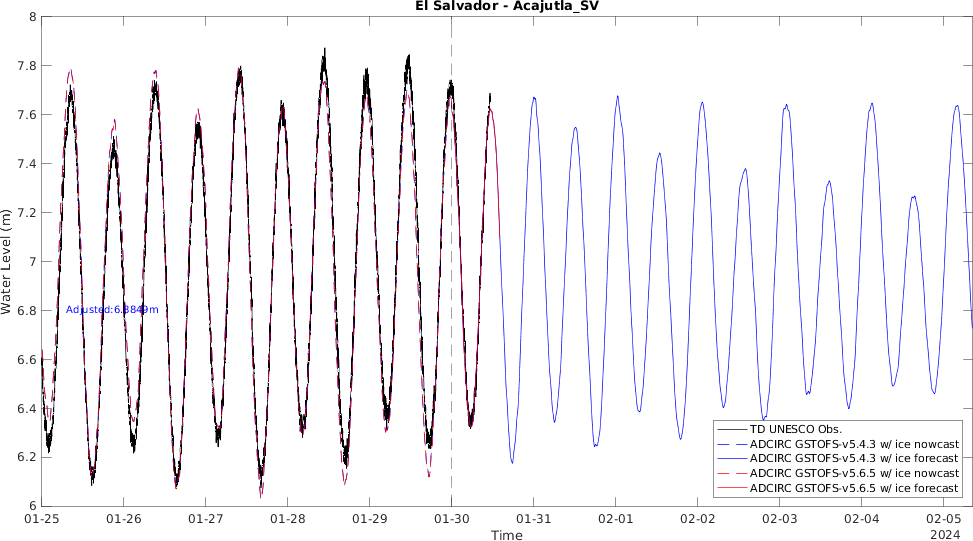 El Salvador - Acajutla_SV
8
7.8
7.6
7.4
7.2
7
6.8
6.6
6.4
6.2
6
Water Level (m)
Adjusted:6.8849m
TD UNESCO Obs.
ADCIRC GSTOFS-v5.4.3 w/ ice nowcast
ADCIRC GSTOFS-v5.4.3 w/ ice forecast
ADCIRC GSTOFS-v5.6.5 w/ ice nowcast
ADCIRC GSTOFS-v5.6.5 w/ ice forecast
01-25 01-26 01-27 01-28 01-29 01-30 01-31 02-01 02-02 02-03 02-04 02-05
2024
Time